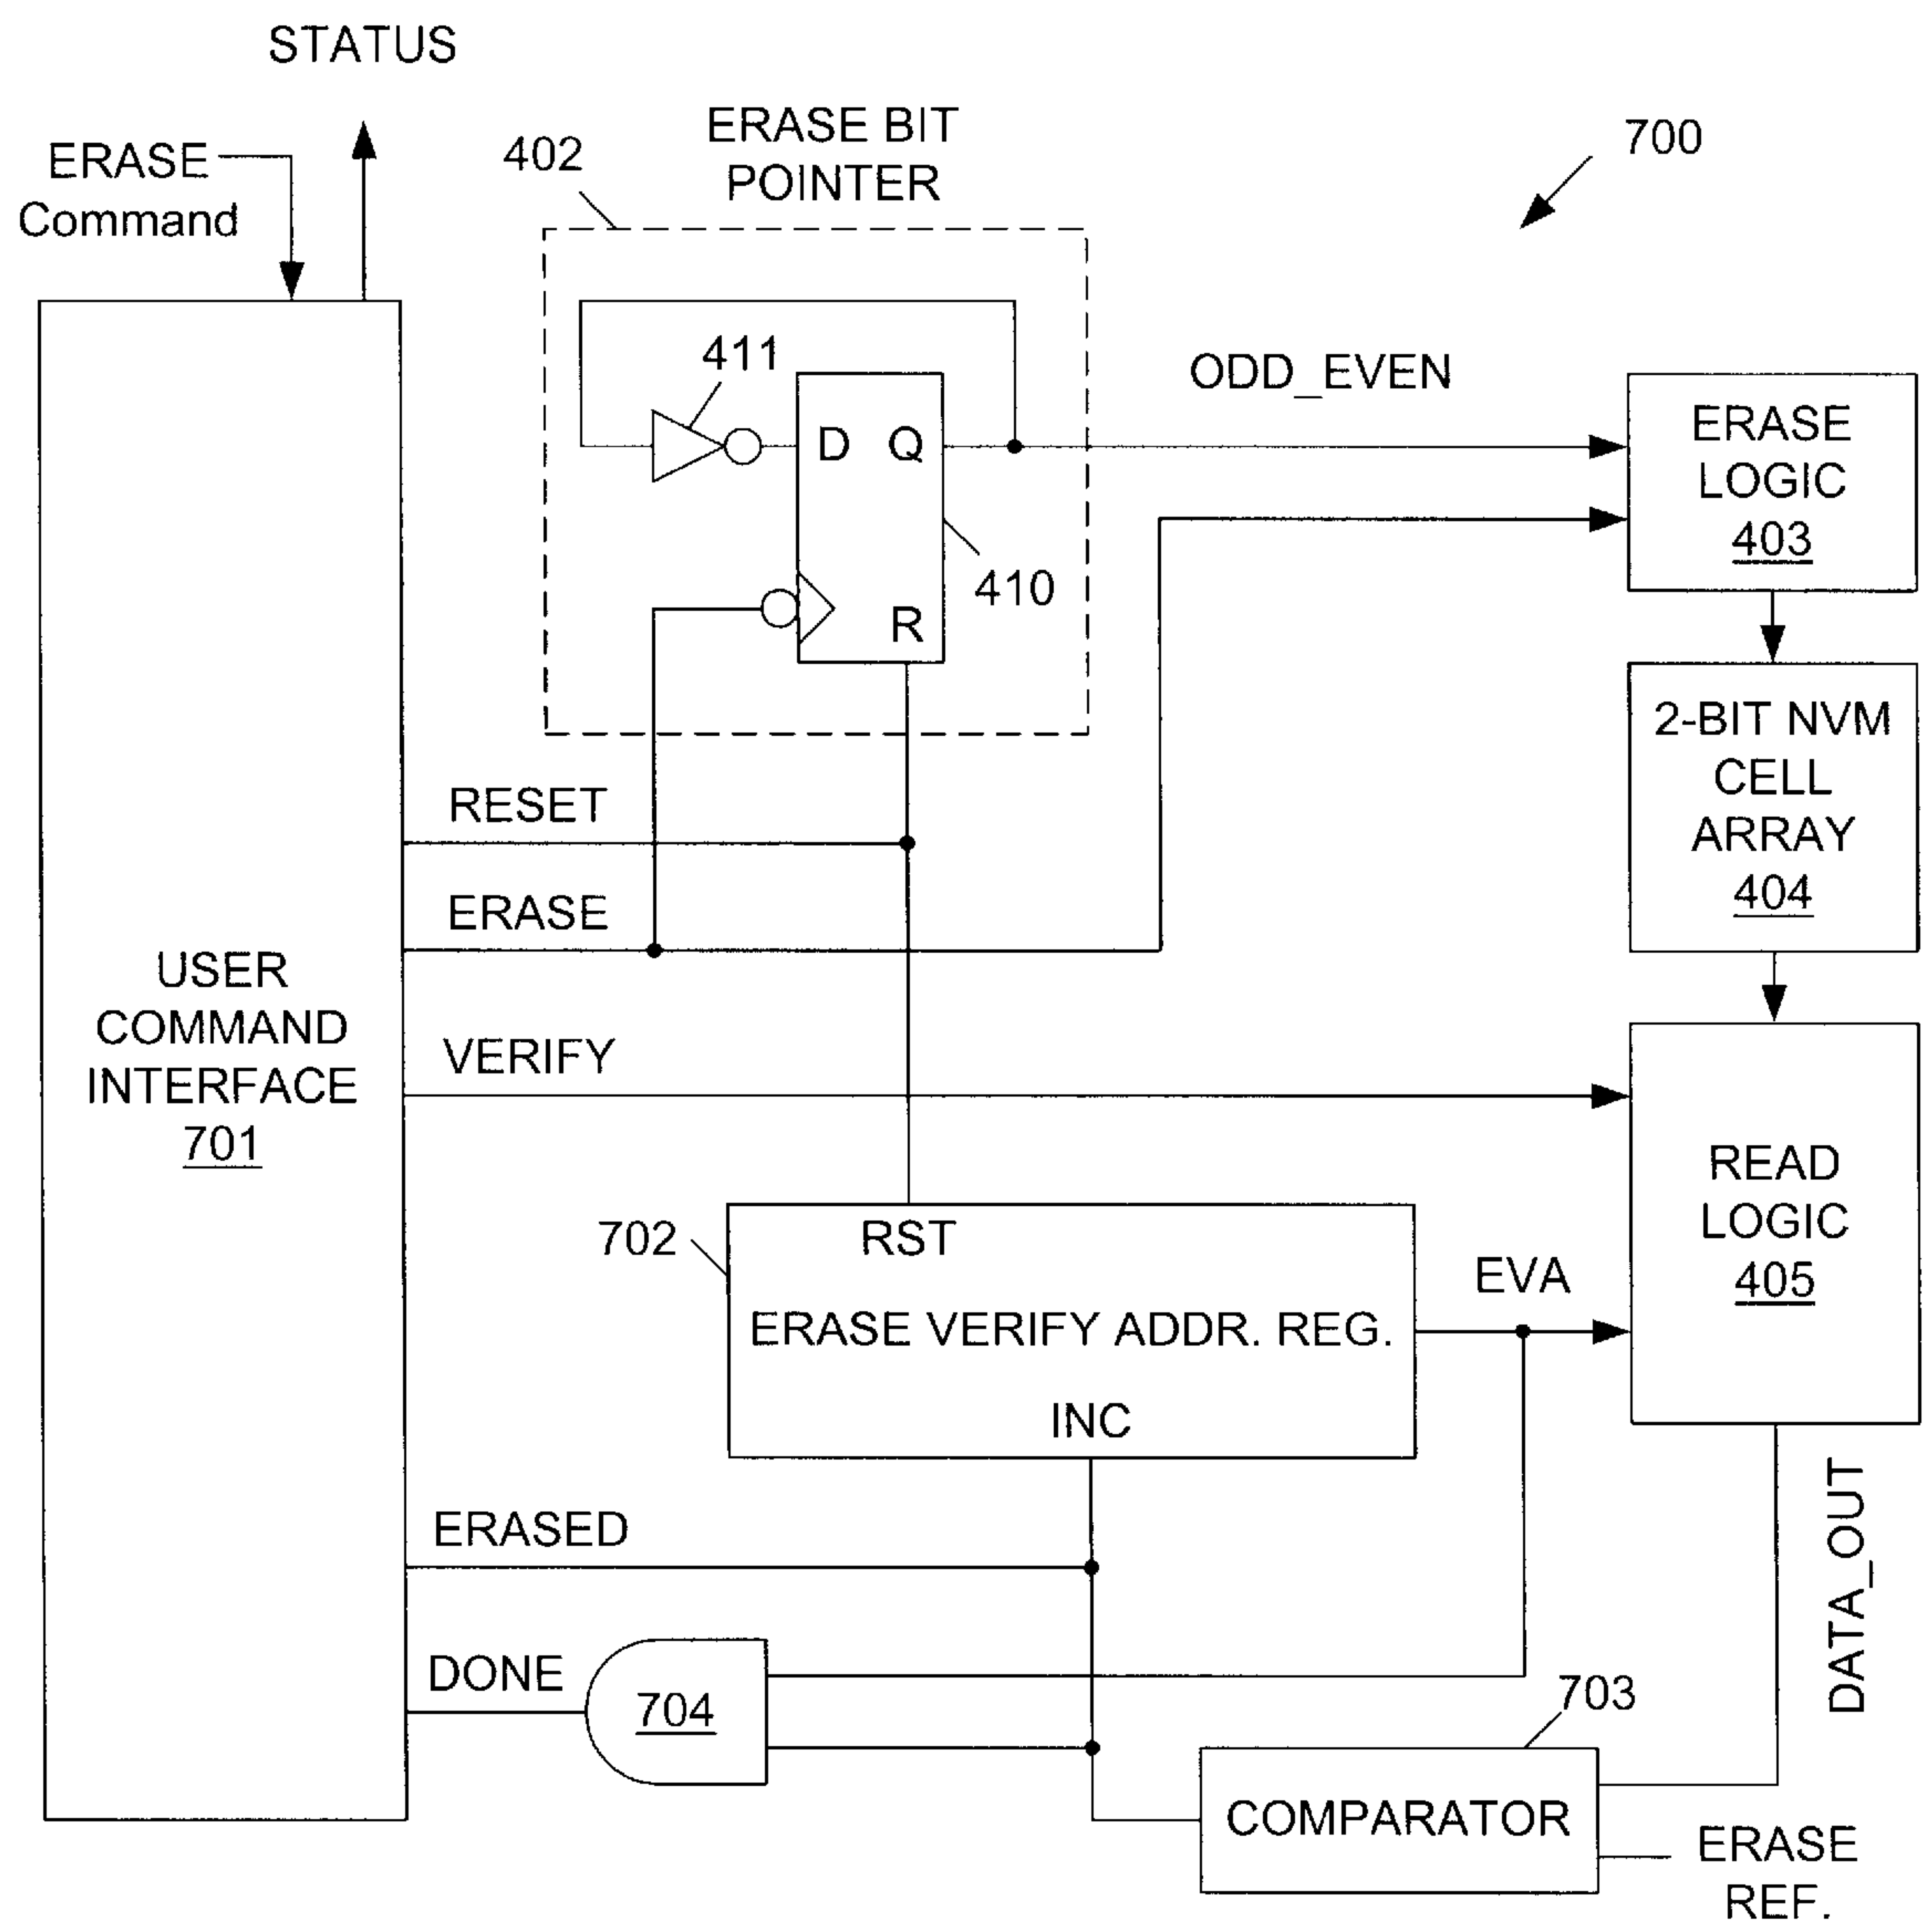 STATUS
ERASE
Command
402
ERASE BIT
POINTER
700
411
D Q
R
410
ODD_EVEN
ERASE
LOGIC
403
2-BIT NVM
CELL
ARRAY
404
RESET
ERASE
USER
COMMAND
INTERFACE
701
VERIFY
READ
LOGIC
405
702
RST
ERASE VERIFY ADDR. REG.
INC
EVA
ERASED
DONE
704
DATA_OUT
703
COMPARATOR
ERASE
REF.